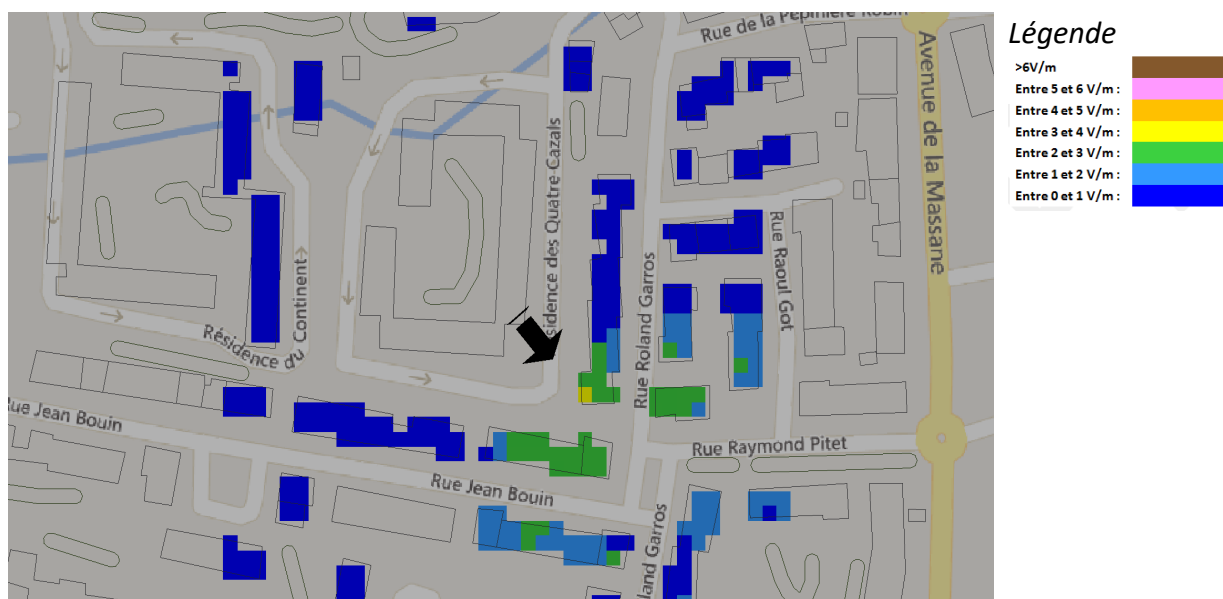 Rue de la Pépinière Robin
Avenue de la Massane
Résidence des Quatre Cazals
Rue Roland Garros
Rue Raoul Got
Résidence du Continent
Rue Jean Bouin
Rue Raymond Pitet
Rue Jean Bouin
land Garros
Légende
>6V/m
Entre 5 et 6 V/m :
Entre 4 et 5 V/m :
Entre 3 et 4 V/m :
Entre 2 et 3 V/m :
Entre 1 et 2 V/m :
Entre 0 et 1 V/m :